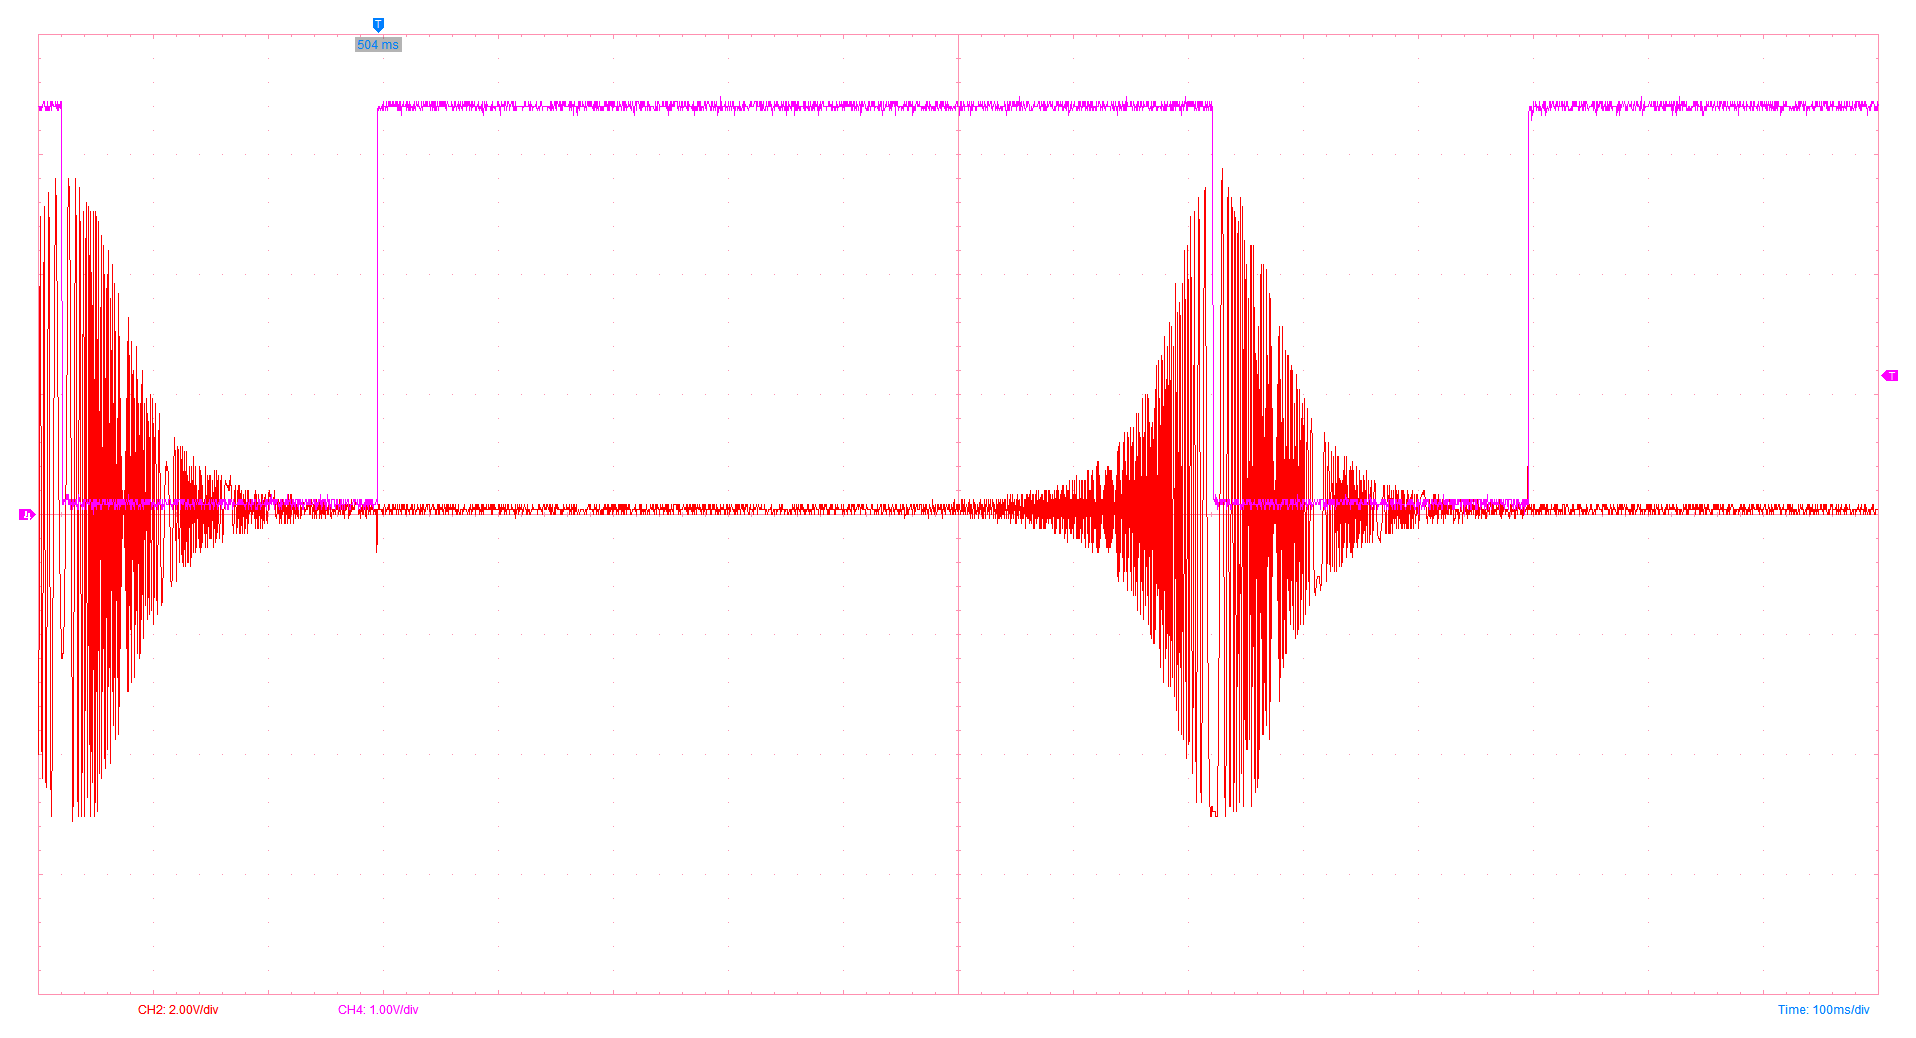 T
504 ms
T
CH2: 2.00V/div
CH4: 1.00V/div
Time: 100ms/div